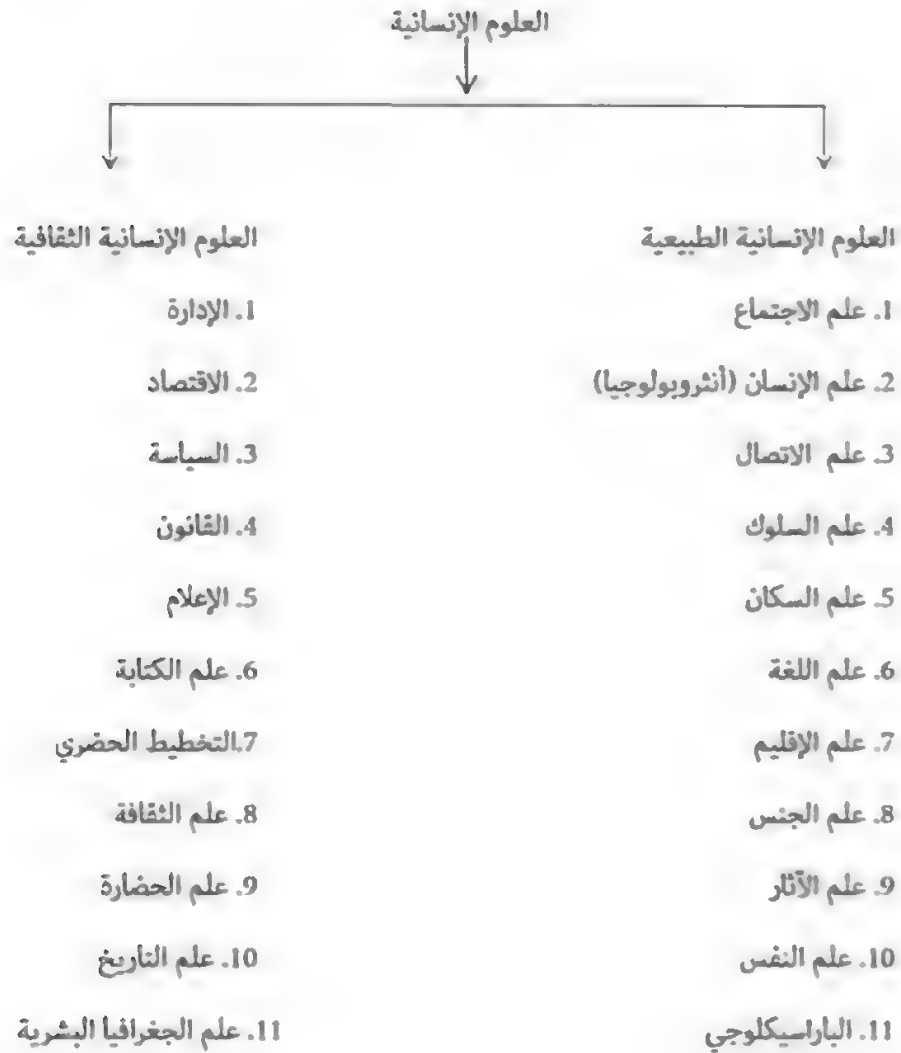 العلوم الإنسانية
العلوم الإنسانية الطبيعية
1. علم الاجتماع
2. علم الإنسان (أنثروبولوجيا)
3. علم الاتصال
4. علم السلوك
5. علم السكان
6. علم اللغة
7. علم الإقليم
8. علم الجنس
9. علم الآثار
10. علم النفس
11. الباراسيكلوجي
العلوم الإنسانية الثقافية
1. الإدارة
2. الاقتصاد
3. السياسة
4. القانون
5. الإعلام
6. علم الكتابة
7.التخطيط الحضري
8. علم الثقافة
9. علم الحضارة
10. علم التاريخ
11. علم الجغرافيا البشرية